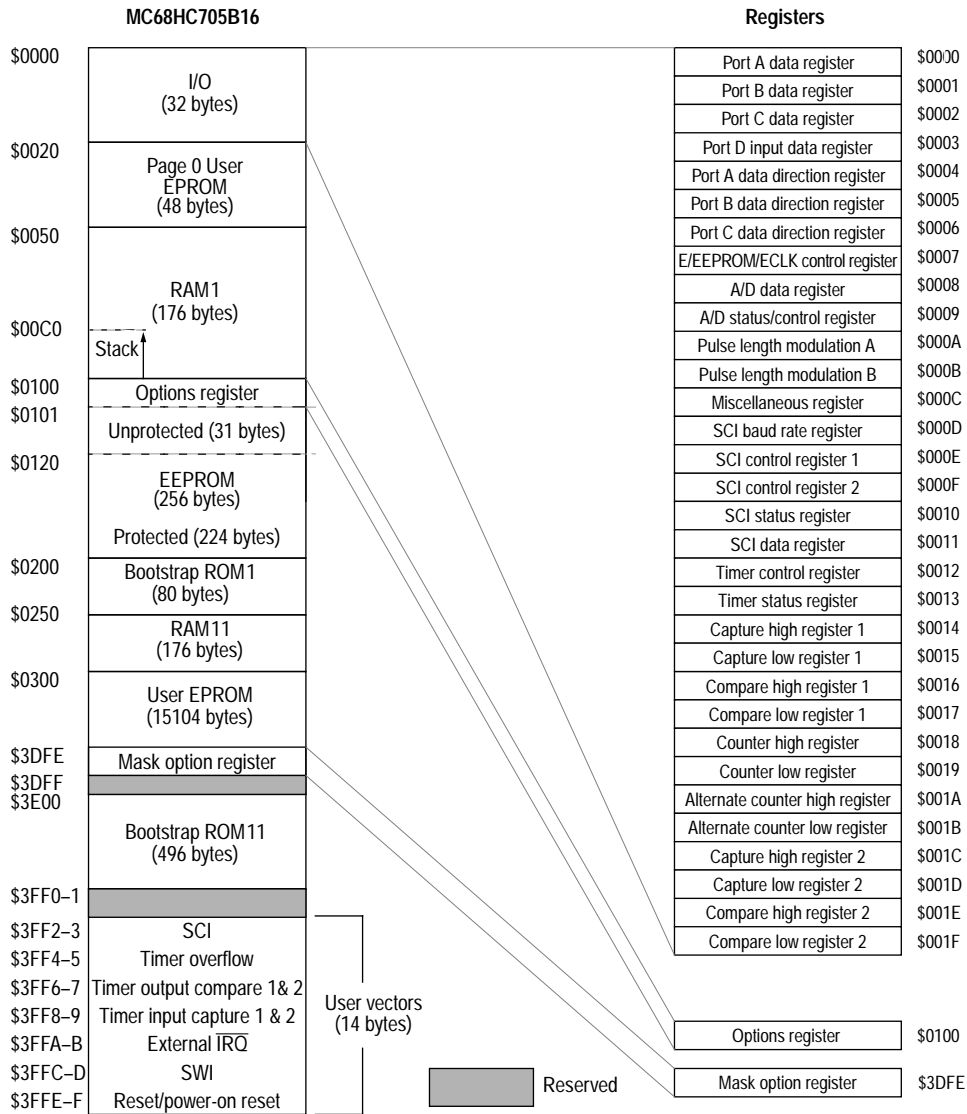 MC68HC705B16
$0000
I/O
(32 bytes)
$0020
Page 0 User
EPROM
(48 bytes)
$0050
RAM1
(176 bytes)
$00C0
Stack
$0100
Options register
$0101
Unprotected (31 bytes)
$0120
EEPROM
(256 bytes)
Protected (224 bytes)
$0200
Bootstrap ROM1
(80 bytes)
$0250
RAM11
(176 bytes)
$0300
User EPROM
(15104 bytes)
$3DFE
Mask option register
$3DFF
$3E00
Bootstrap ROM11
(496 bytes)
$3FF0–1
$3FF2–3 SCI
$3FF4–5 Timer overflow
$3FF6–7 Timer output compare 1& 2
$3FF8–9 Timer input capture 1 & 2
$3FFA–B External IRQ
$3FFC–D SWI
$3FFE–F Reset/power-on reset
User vectors
(14 bytes)
Reserved
Registers
Port A data register $0000
Port B data register $0001
Port C data register $0002
Port D input data register $0003
Port A data direction register $0004
Port B data direction register $0005
Port C data direction register $0006
E/EEPROM/ECLK control register $0007
A/D data register $0008
A/D status/control register $0009
Pulse length modulation A $000A
Pulse length modulation B $000B
Miscellaneous register $000C
SCI baud rate register $000D
SCI control register 1 $000E
SCI control register 2 $000F
SCI status register $0010
SCI data register $0011
Timer control register $0012
Timer status register $0013
Capture high register 1 $0014
Capture low register 1 $0015
Compare high register 1 $0016
Compare low register 1 $0017
Counter high register $0018
Counter low register $0019
Alternate counter high register $001A
Alternate counter low register $001B
Capture high register 2 $001C
Capture low register 2 $001D
Compare high register 2 $001E
Compare low register 2 $001F
Options register $0100
Mask option register $3DFE